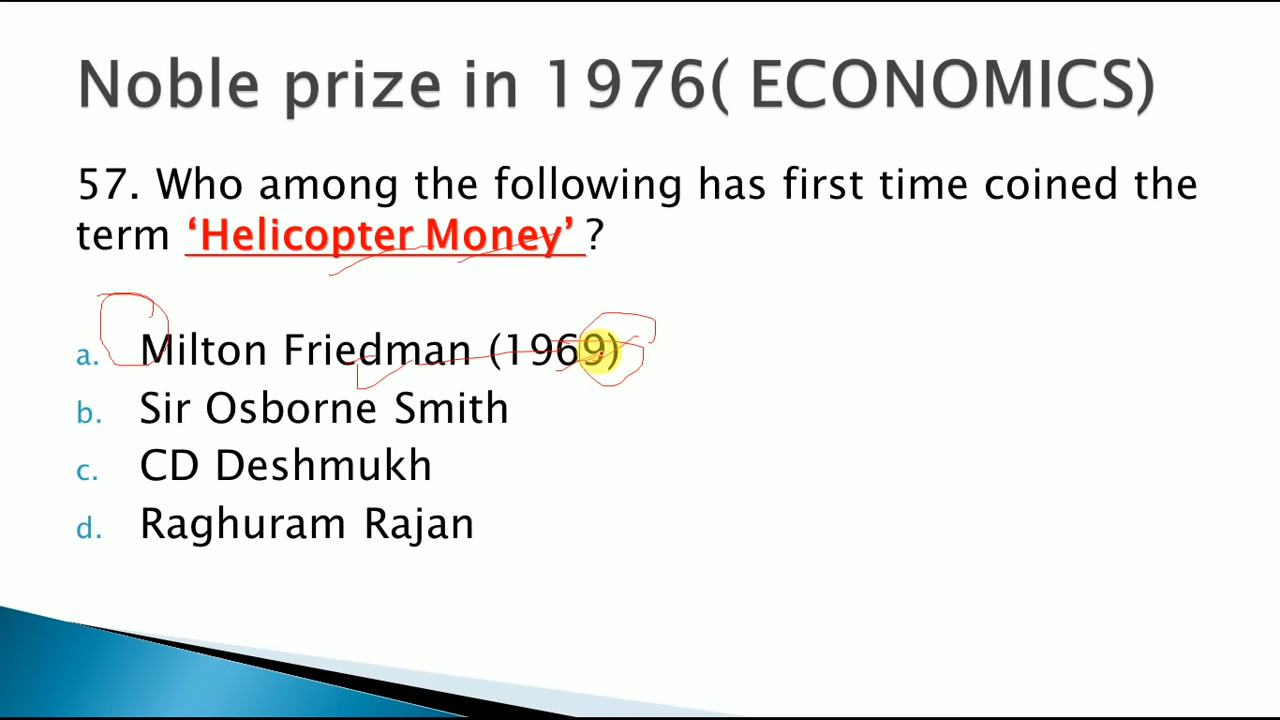 Noble prize in 1976( ECONOMICS)
57. Who among the following has first time coined the
term ‘Helicopter Money’ ?
a. Milton Friedman (1969)
b. Sir Osborne Smith
c. CD Deshmukh
d. Raghuram Rajan